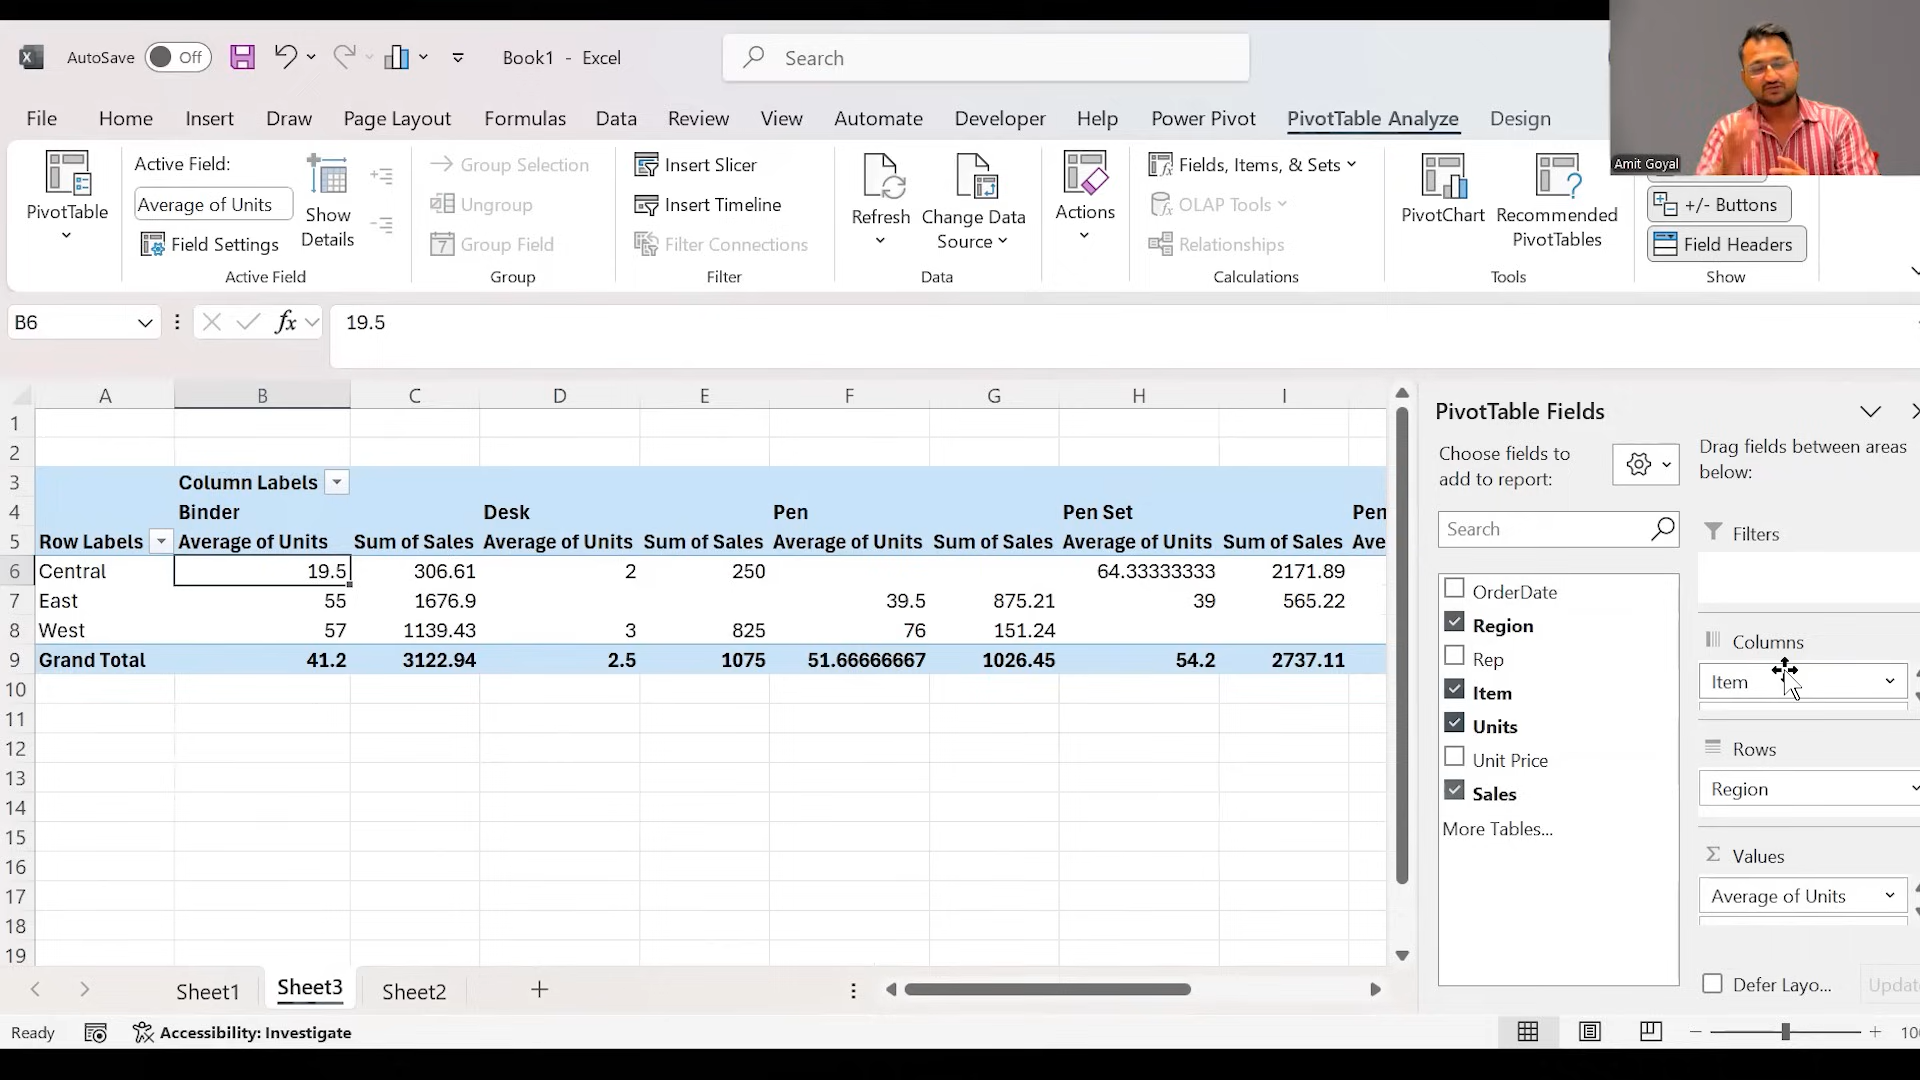 AutoSave Off Book1 - Excel Search
File Home Insert Draw Page Layout Formulas Data Review View Automate Developer Help Power Pivot PivotTable Analyze Design
Amit Goyal
PivotTable
Active Field:
Average of Units
Field Settings
Show
Details
Active Field
Group Selection
Ungroup
7 Group Field
Group
Insert Slicer
Insert Timeline
Filter Connections
Filter
Refresh
Change Data
Source
Data
Actions
Fields, Items, & Sets
OLAP Tools
Relationships
Calculations
PivotChart
Recommended
PivotTables
Tools
+/- Buttons
Field Headers
Show
B6 fx 19.5
A B C D E F G H I
1
2
3 Column Labels
4 Binder Desk Pen Pen Set Pen
5 Row Labels Average of Units Sum of Sales Average of Units Sum of Sales Average of Units Sum of Sales Average of Units Sum of Sales Ave
6 Central 19.5 306.61 2 250 64.33333333 2171.89
7 East 55 1676.9 39.5 875.21 39 565.22
8 West 57 1139.43 3 825 76 151.24
9 Grand Total 41.2 3122.94 2.5 1075 51.66666667 1026.45 54.2 2737.11
10
11
12
13
14
15
16
17
18
19
PivotTable Fields
Choose fields to
add to report:
Search
OrderDate
Region
Rep
Item
Units
Unit Price
Sales
More Tables...
Drag fields between areas
below:
Filters
Columns
Item
Rows
Region
Σ Values
Average of Units
Defer Layo... Updat
Sheet1 Sheet3 Sheet2
Ready Accessibility: Investigate